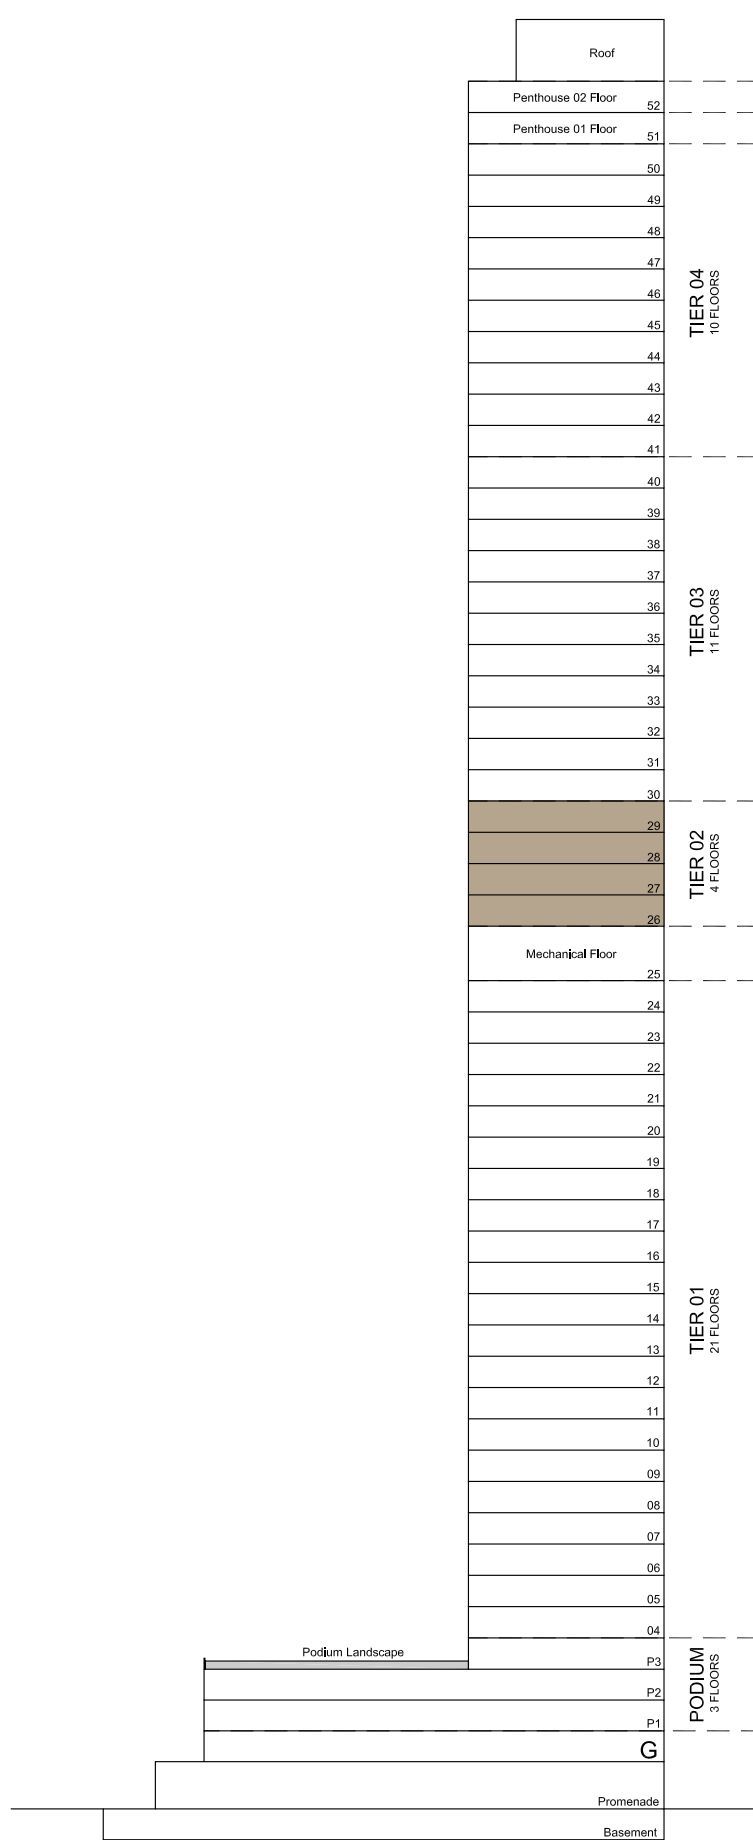 Roof
Penthouse 02 Floor
52
Penthouse 01 Floor
51
50
49
48
47
46
45
44
43
42
41
TIER 04
10 FLOORS
40
39
38
37
36
35
34
33
32
31
30
TIER 03
11 FLOORS
29
28
27
26
TIER 02
4 FLOORS
Mechanical Floor
25
24
23
22
21
20
19
18
17
16
15
14
13
12
11
10
09
08
07
06
05
04
TIER 01
21 FLOORS
Podium Landscape
P3
P2
P1
PODIUM
3 FLOORS
G
Promenade
Basement